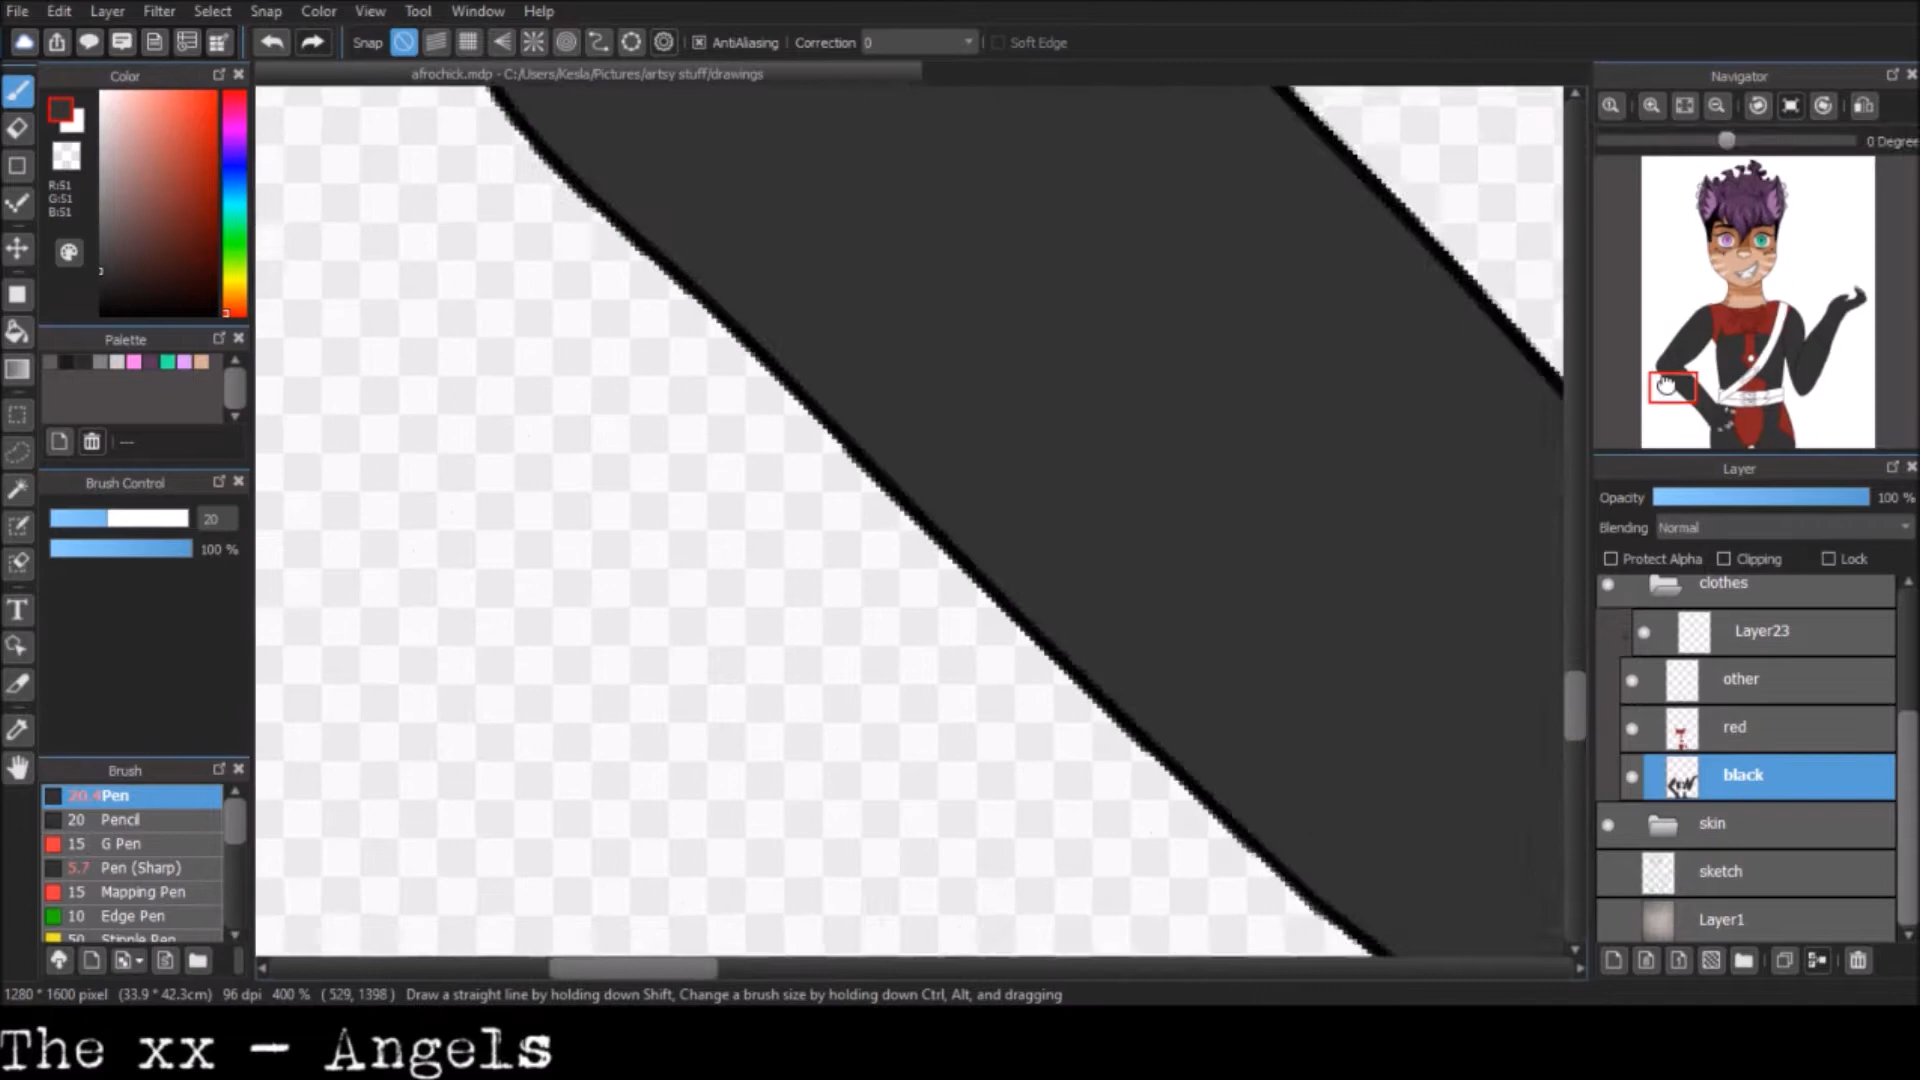 File Edit Layer Filter Select Snap Color View Tool Window Help
Snap AntiAliasing Correction 0 Soft Edge
Color
afrochick.mdp - C:/Users/Kesla/Pictures/artsy stuff/drawings
Navigator
0 Degree
R:51
G:51
B:51
Palette
---
Brush Control
20
100 %
Layer
Opacity 100 %
Blending Normal
Protect Alpha Clipping Lock
clothes
Layer23
other
red
black
skin
sketch
Layer1
Brush
20.4 Pen
20 Pencil
15 G Pen
5.7 Pen (Sharp)
15 Mapping Pen
10 Edge Pen
50 Stipple Pen
1280 * 1600 pixel (33.9 * 42.3cm) 96 dpi 400 % ( 529, 1398 ) Draw a straight line by holding down Shift, Change a brush size by holding down Ctrl, Alt, and dragging
The xx – Angels